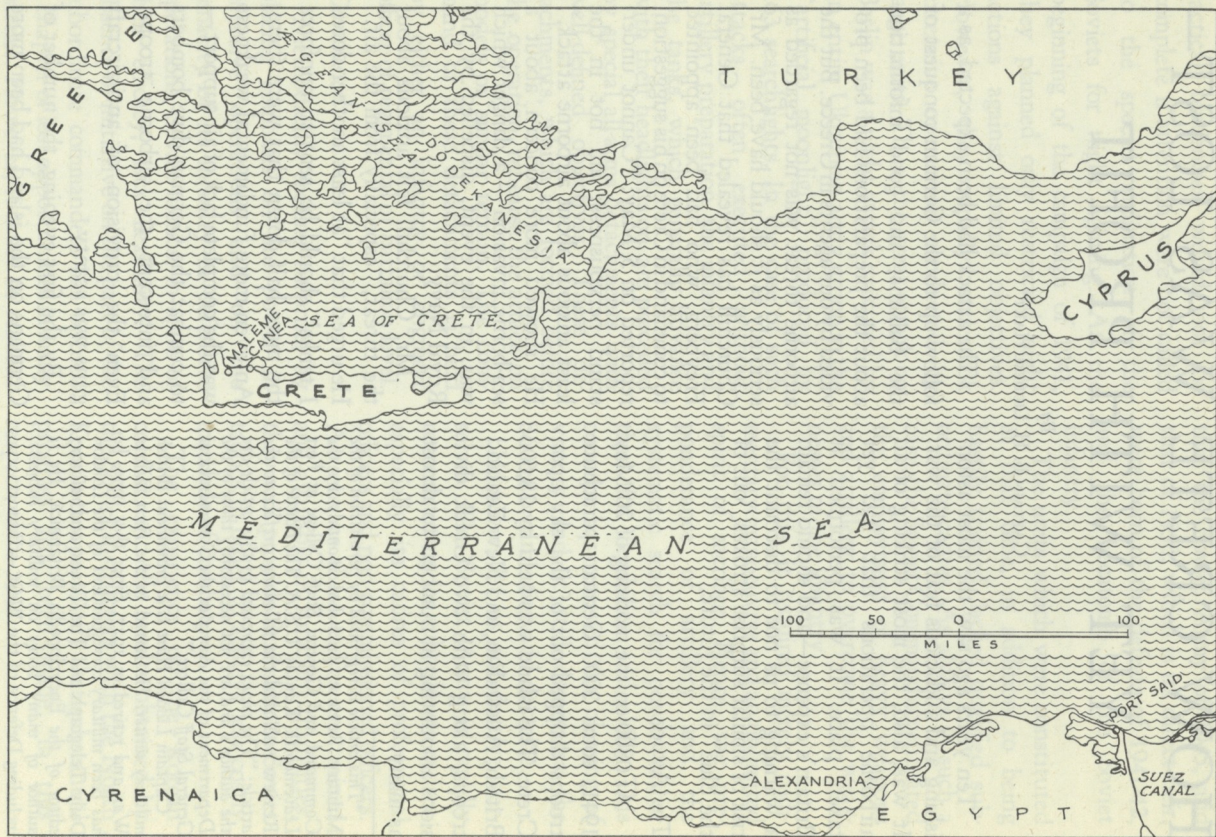 GREECE
AEGEAN SEA
DODEKANESIA
TURKEY
CYPRUS
MALEME
CANEA
SEA OF CRETE
CRETE
MEDITERRANEAN SEA
100 50 0 100
MILES
PORT SAID
ALEXANDRIA
SUEZ
CANAL
CYRENAICA
EGYPT